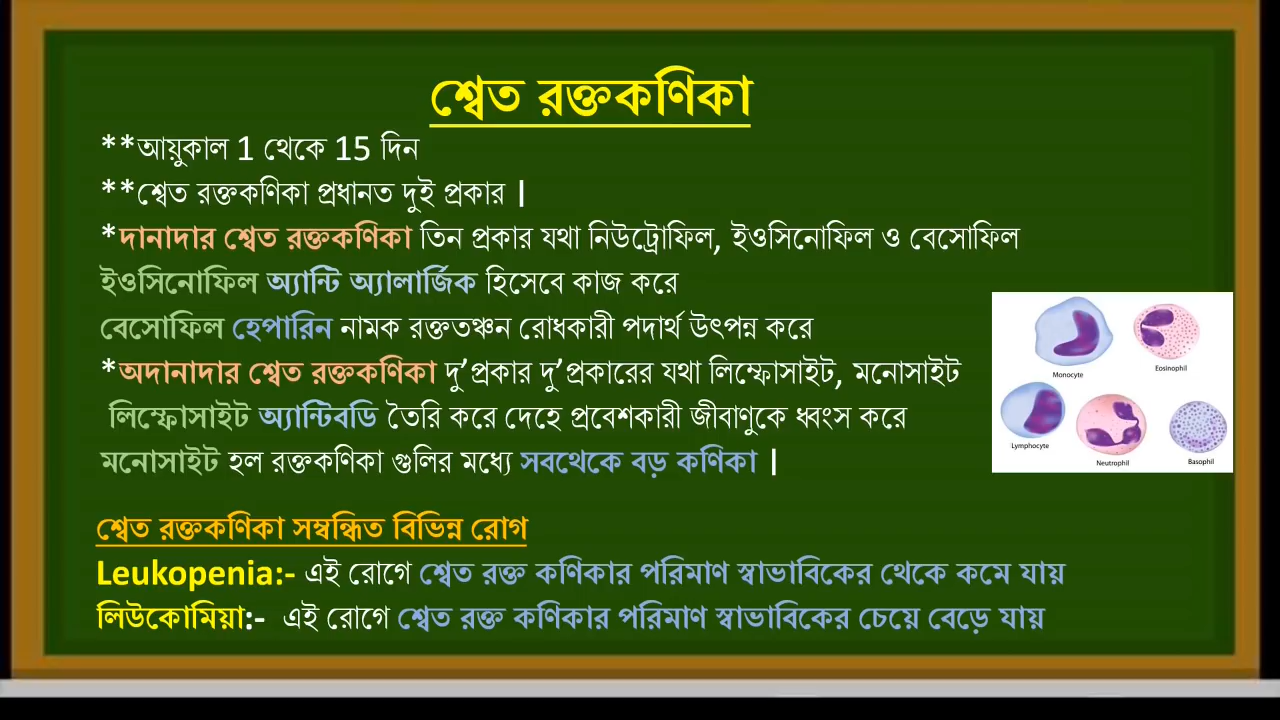 শ্বেত রক্তকণিকা
**আয়ুকাল 1 থেকে 15 দিন
**শ্বেত রক্তকণিকা প্রধানত দুই প্রকার |
*দানাদার শ্বেত রক্তকণিকা তিন প্রকার যথা নিউট্রোফিল, ইওসিনোফিল ও বেসোফিল
ইওসিনোফিল অ্যান্টি অ্যালার্জিক হিসেবে কাজ করে
বেসোফিল হেপারিন নামক রক্ততঞ্চন রোধকারী পদার্থ উৎপন্ন করে
*অদানাদার শ্বেত রক্তকণিকা দু’প্রকার দু’প্রকারের যথা লিম্ফোসাইট, মনোসাইট
লিম্ফোসাইট অ্যান্টিবডি তৈরি করে দেহে প্রবেশকারী জীবাণুকে ধ্বংস করে
মনোসাইট হল রক্তকণিকা গুলির মধ্যে সবথেকে বড় কণিকা |
Monocyte
Eosinophil
Lymphocyte
Neutrophil
Basophil
শ্বেত রক্তকণিকা সম্বন্ধিত বিভিন্ন রোগ
Leukopenia:- এই রোগে শ্বেত রক্ত কণিকার পরিমাণ স্বাভাবিকের থেকে কমে যায়
লিউকোমিয়া:- এই রোগে শ্বেত রক্ত কণিকার পরিমাণ স্বাভাবিকের চেয়ে বেড়ে যায়